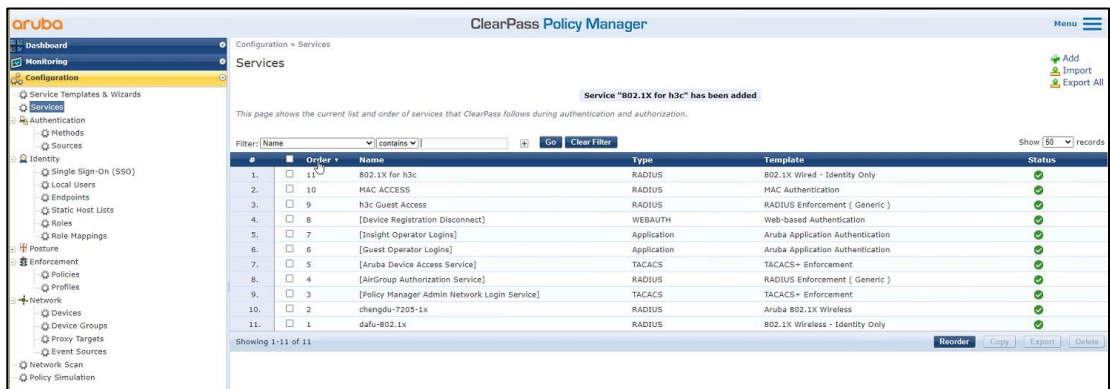 aruba
ClearPass Policy Manager
Menu
Dashboard
Monitoring
Configuration
Service Templates & Wizards
Services
Authentication
Methods
Sources
Identity
Single Sign-On (SSO)
Local Users
Endpoints
Static Host Lists
Roles
Role Mappings
Posture
Enforcement
Policies
Profiles
Network
Devices
Device Groups
Proxy Targets
Event Sources
Network Scan
Policy Simulation
Configuration » Services
Services
Add
Import
Export All
Service "802.1X for h3c" has been added
This page shows the current list and order of services that ClearPass follows during authentication and authorization.
Filter: Name contains + Go Clear Filter Show 50 records
# Order ▼ Name Type Template Status
1. 11 802.1X for h3c RADIUS 802.1X Wired - Identity Only
2. 10 MAC ACCESS RADIUS MAC Authentication
3. 9 h3c Guest Access RADIUS RADIUS Enforcement ( Generic )
4. 8 [Device Registration Disconnect] WEBAUTH Web-based Authentication
5. 7 [Insight Operator Logins] Application Aruba Application Authentication
6. 6 [Guest Operator Logins] Application Aruba Application Authentication
7. 5 [Aruba Device Access Service] TACACS TACACS+ Enforcement
8. 4 [AirGroup Authorization Service] RADIUS RADIUS Enforcement ( Generic )
9. 3 [Policy Manager Admin Network Login Service] TACACS TACACS+ Enforcement
10. 2 chengdu-7205-1x RADIUS Aruba 802.1X Wireless
11. 1 dafu-802.1x RADIUS 802.1X Wireless - Identity Only
Showing 1-11 of 11 Reorder Copy Export Delete